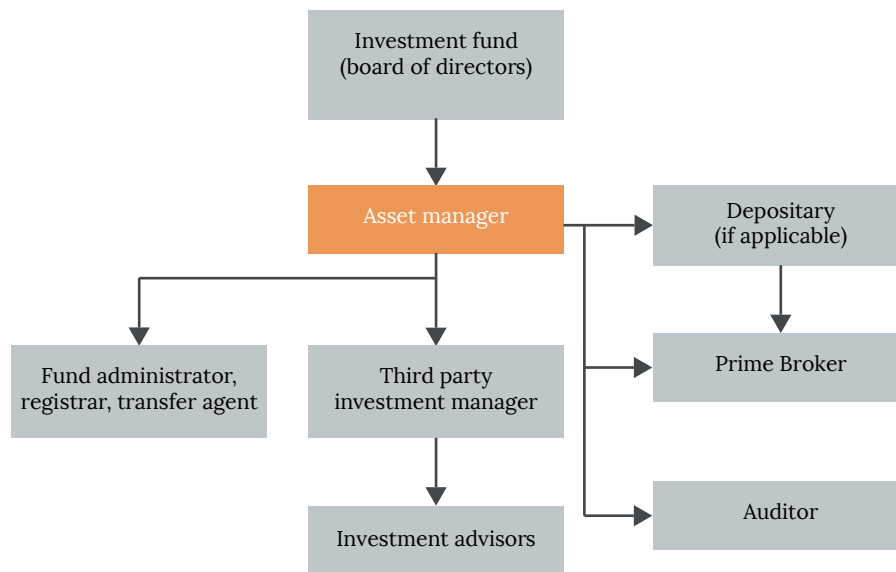 Investment fund
(board of directors)
Asset manager
Depositary
(if applicable)
Fund administrator,
registrar, transfer agent
Third party
investment manager
Prime Broker
Investment advisors
Auditor